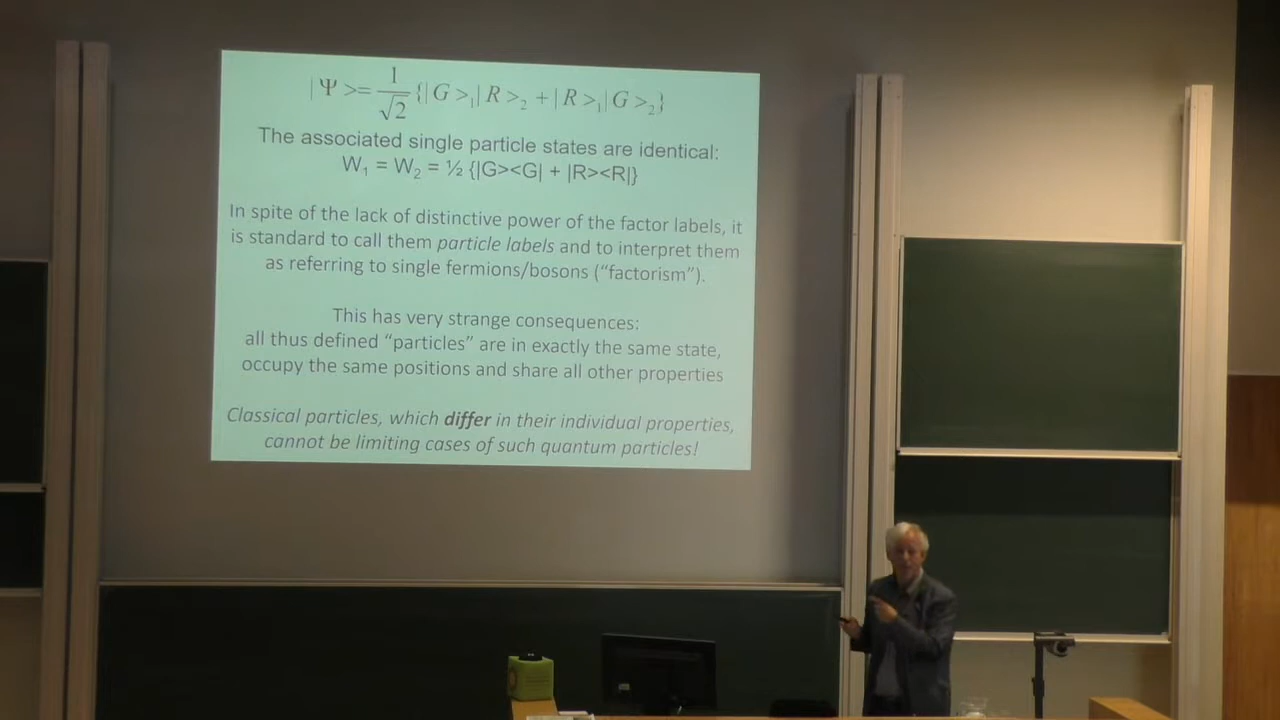 |Ψ>=1/√2{|G>₁|R>₂+|R>₁|G>₂}
The associated single particle states are identical:
W₁ = W₂ = ½ {|G><G| + |R><R|}
In spite of the lack of distinctive power of the factor labels, it
is standard to call them particle labels and to interpret them
as referring to single fermions/bosons (“factorism”).
This has very strange consequences:
all thus defined “particles” are in exactly the same state,
occupy the same positions and share all other properties
Classical particles, which differ in their individual properties,
cannot be limiting cases of such quantum particles!